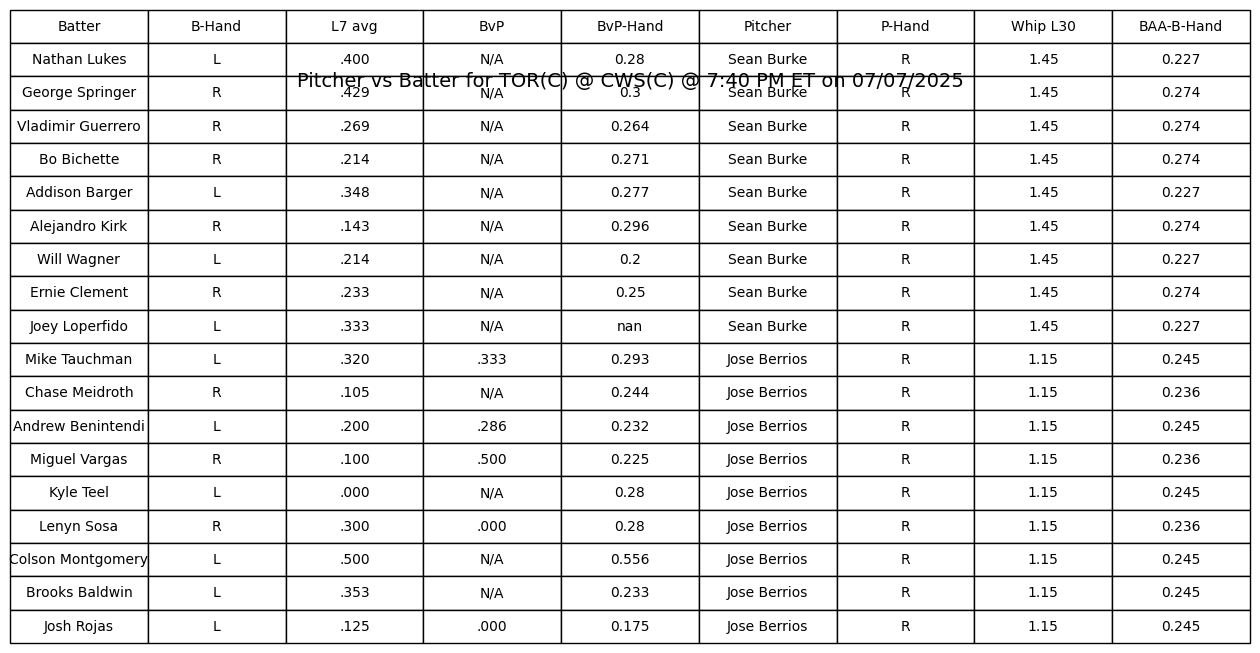 Batter B-Hand L7 avg BvP BvP-Hand Pitcher P-Hand Whip L30 BAA-B-Hand
Nathan Lukes L .400 N/A 0.28 Sean Burke R 1.45 0.227
Pitcher vs Batter for TOR(C) @ CWS(C) @ 7:40 PM ET on 07/07/2025
George Springer R .429 N/A 0.3 Sean Burke R 1.45 0.274
Vladimir Guerrero R .269 N/A 0.264 Sean Burke R 1.45 0.274
Bo Bichette R .214 N/A 0.271 Sean Burke R 1.45 0.274
Addison Barger L .348 N/A 0.277 Sean Burke R 1.45 0.227
Alejandro Kirk R .143 N/A 0.296 Sean Burke R 1.45 0.274
Will Wagner L .214 N/A 0.2 Sean Burke R 1.45 0.227
Ernie Clement R .233 N/A 0.25 Sean Burke R 1.45 0.274
Joey Loperfido L .333 N/A nan Sean Burke R 1.45 0.227
Mike Tauchman L .320 .333 0.293 Jose Berrios R 1.15 0.245
Chase Meidroth R .105 N/A 0.244 Jose Berrios R 1.15 0.236
Andrew Benintendi L .200 .286 0.232 Jose Berrios R 1.15 0.245
Miguel Vargas R .100 .500 0.225 Jose Berrios R 1.15 0.236
Kyle Teel L .000 N/A 0.28 Jose Berrios R 1.15 0.245
Lenyn Sosa R .300 .000 0.28 Jose Berrios R 1.15 0.236
Colson Montgomery L .500 N/A 0.556 Jose Berrios R 1.15 0.245
Brooks Baldwin L .353 N/A 0.233 Jose Berrios R 1.15 0.245
Josh Rojas L .125 .000 0.175 Jose Berrios R 1.15 0.245